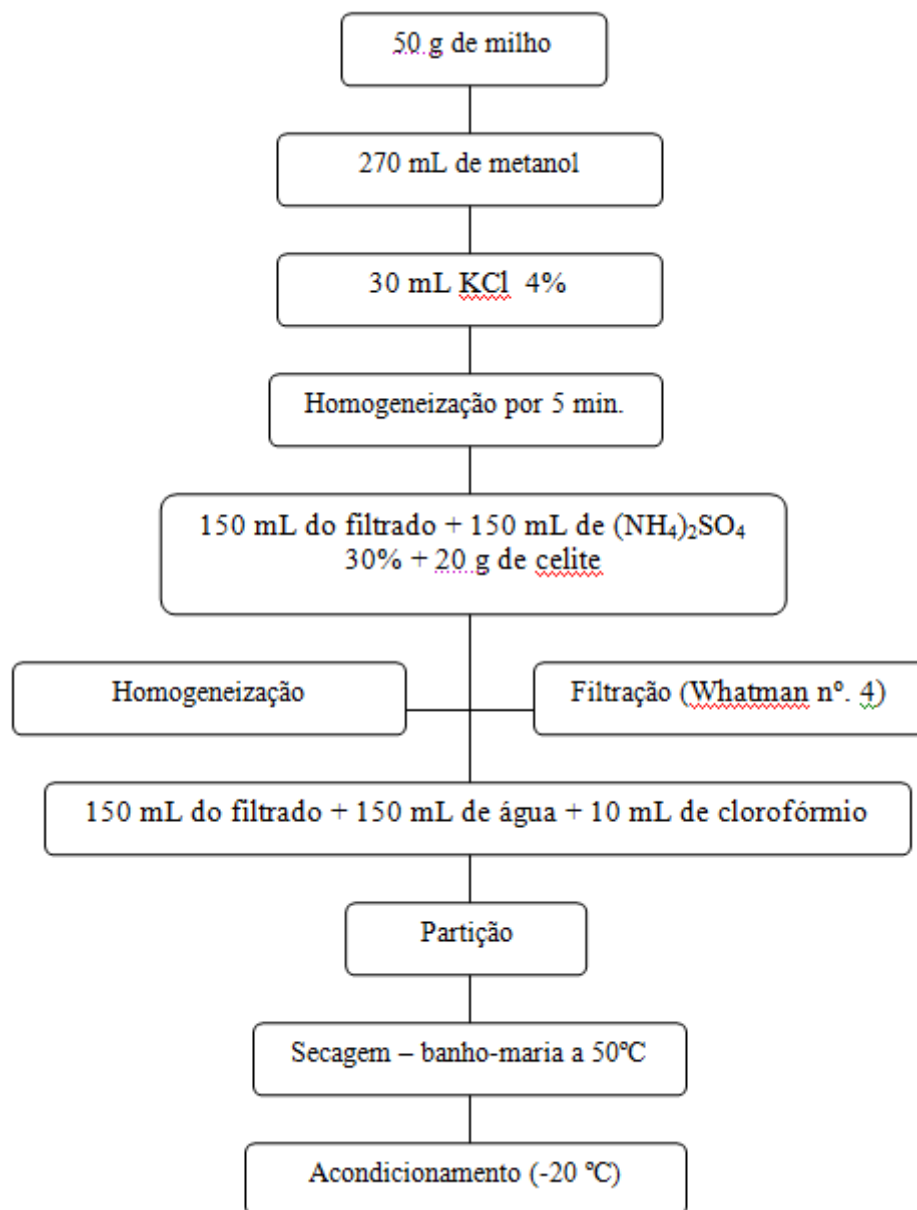 50 g de milho
270 mL de metanol
30 mL KCl 4%
Homogeneização por 5 min.
150 mL do filtrado + 150 mL de (NH₄)₂SO₄
30% + 20 g de celite
Homogeneização
Filtração (Whatman nº. 4)
150 mL do filtrado + 150 mL de água + 10 mL de clorofórmio
Partição
Secagem – banho-maria a 50ºC
Acondicionamento (-20 ºC)